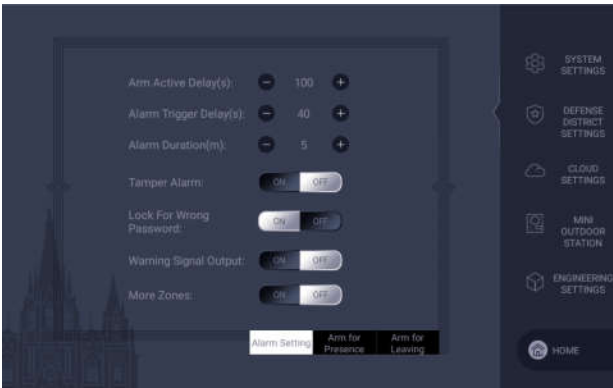 Arm Active Delay(s): 100
Alarm Trigger Delay(s): 40
Alarm Duration(m): 5
Tamper Alarm: ON OFF
Lock For Wrong
Password: ON OFF
Warning Signal Output: ON OFF
More Zones: ON OFF
Alarm Setting
Arm for
Presence
Arm for
Leaving
SYSTEM
SETTINGS
DEFENSE
DISTRICT
SETTINGS
CLOUD
SETTINGS
MINI
OUTDOOR
STATION
ENGINEERING
SETTINGS
HOME